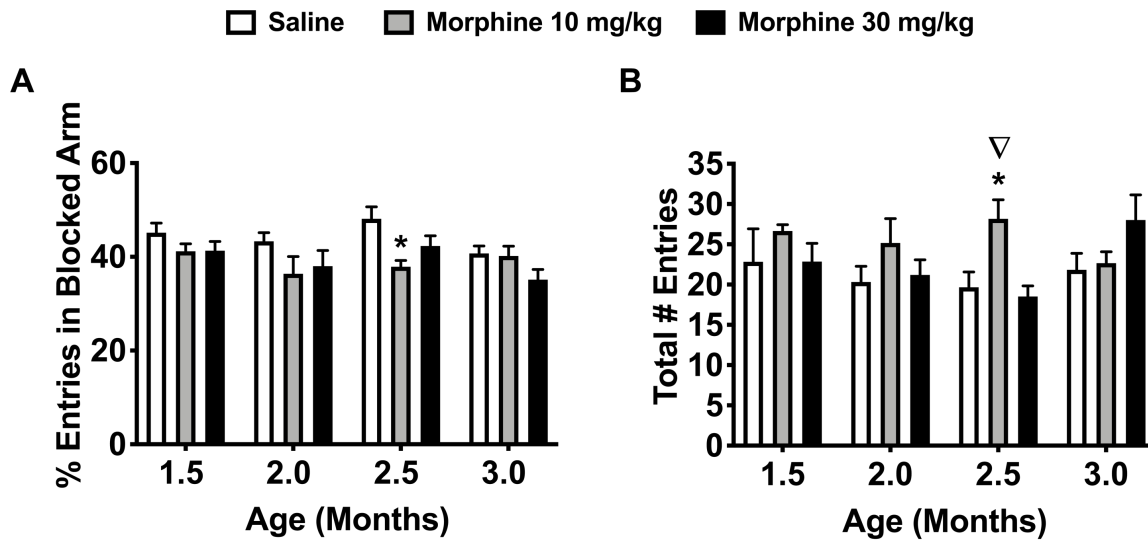 Saline Morphine 10 mg/kg Morphine 30 mg/kg
A
% Entries in Blocked Arm
60
40
20
0
*
1.5 2.0 2.5 3.0
Age (Months)
B
Total # Entries
35
30
25
20
15
10
5
0
▽
*
1.5 2.0 2.5 3.0
Age (Months)